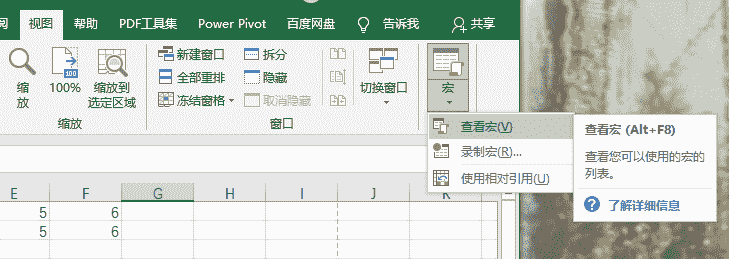 阅 视图 帮助 PDF工具集 Power Pivot 百度网盘 告诉我 共享
缩放
100%
100
缩放到
选定区域
缩放
新建窗口
全部重排
冻结窗格
拆分
隐藏
取消隐藏
切换窗口
窗口
宏
查看宏(V)
录制宏(R)...
使用相对引用(U)
查看宏 (Alt+F8)
查看您可以使用的宏的
列表。
了解详细信息
E F G H I J K
5 6
5 6